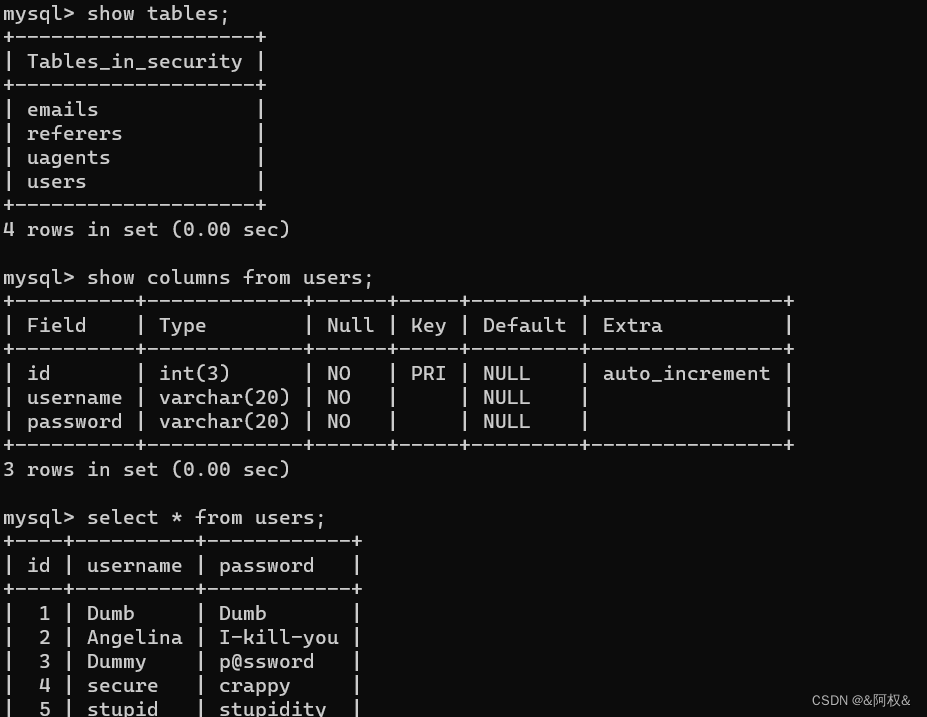 mysql> show tables;
+--------------------+
| Tables_in_security |
+--------------------+
| emails             |
| referers           |
| uagents            |
| users              |
+--------------------+
4 rows in set (0.00 sec)
mysql> show columns from users;
+----------+-------------+------+-----+---------+----------------+
| Field    | Type        | Null | Key | Default | Extra          |
+----------+-------------+------+-----+---------+----------------+
| id       | int(3)      | NO   | PRI | NULL    | auto_increment |
| username | varchar(20) | NO   |     | NULL    |                |
| password | varchar(20) | NO   |     | NULL    |                |
+----------+-------------+------+-----+---------+----------------+
3 rows in set (0.00 sec)
mysql> select * from users;
+----+----------+------------+
| id | username | password   |
+----+----------+------------+
|  1 | Dumb     | Dumb       |
|  2 | Angelina | I-kill-you |
|  3 | Dummy    | p@ssword   |
|  4 | secure   | crappy     |
|  5 | stupid   | stupidity  |
CSDN @&阿权&